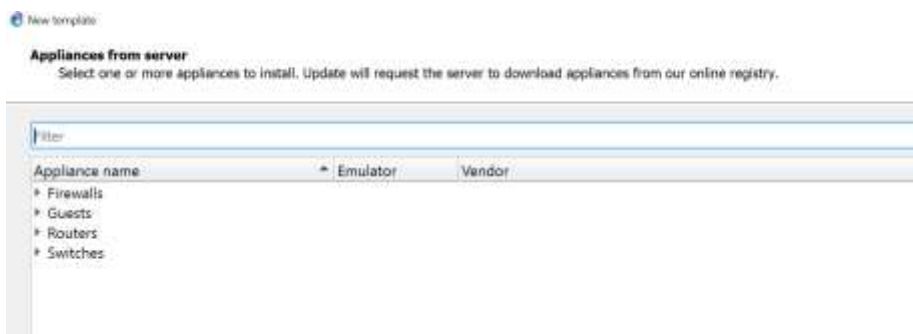 New template
Appliances from server
Select one or more appliances to install. Update will request the server to download appliances from our online registry.
Filter
Appliance name Emulator Vendor
Firewalls
Guests
Routers
Switches